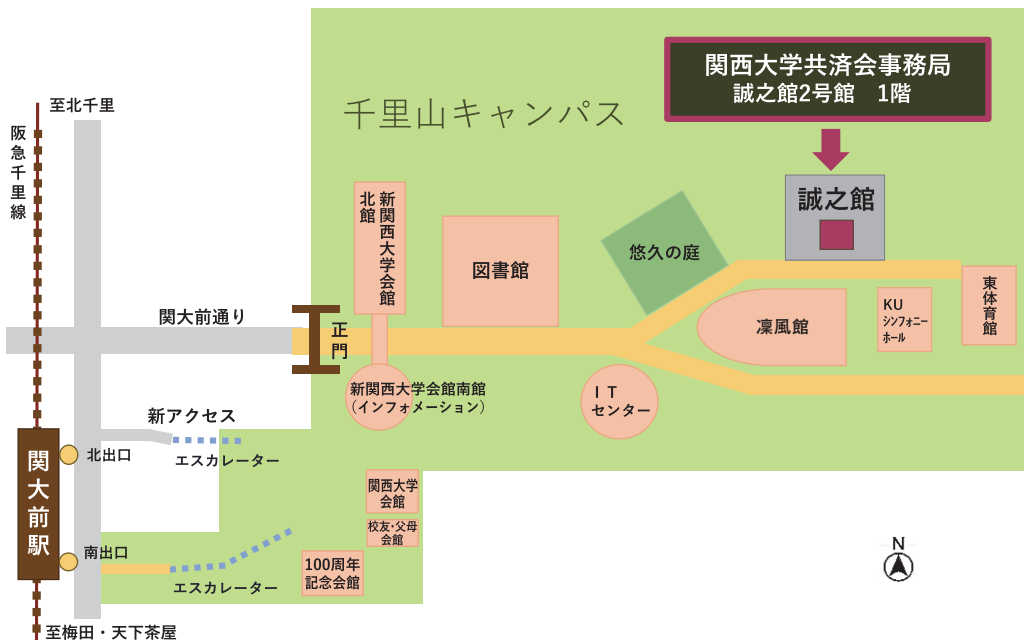 関西大学共済会事務局
誠之館2号館　1階
千里山キャンパス
至北千里
阪急千里線
新関西大学会館
北館
図書館
悠久の庭
誠之館
東体育館
関大前通り
正門
凜風館
KU
シンフォニー
ホール
新関西大学会館南館
（インフォメーション）
ＩＴ
センター
新アクセス
エスカレーター
北出口
関大前駅
関西大学
会館
校友・父母
会館
南出口
エスカレーター
100周年
記念会館
N
至梅田・天下茶屋